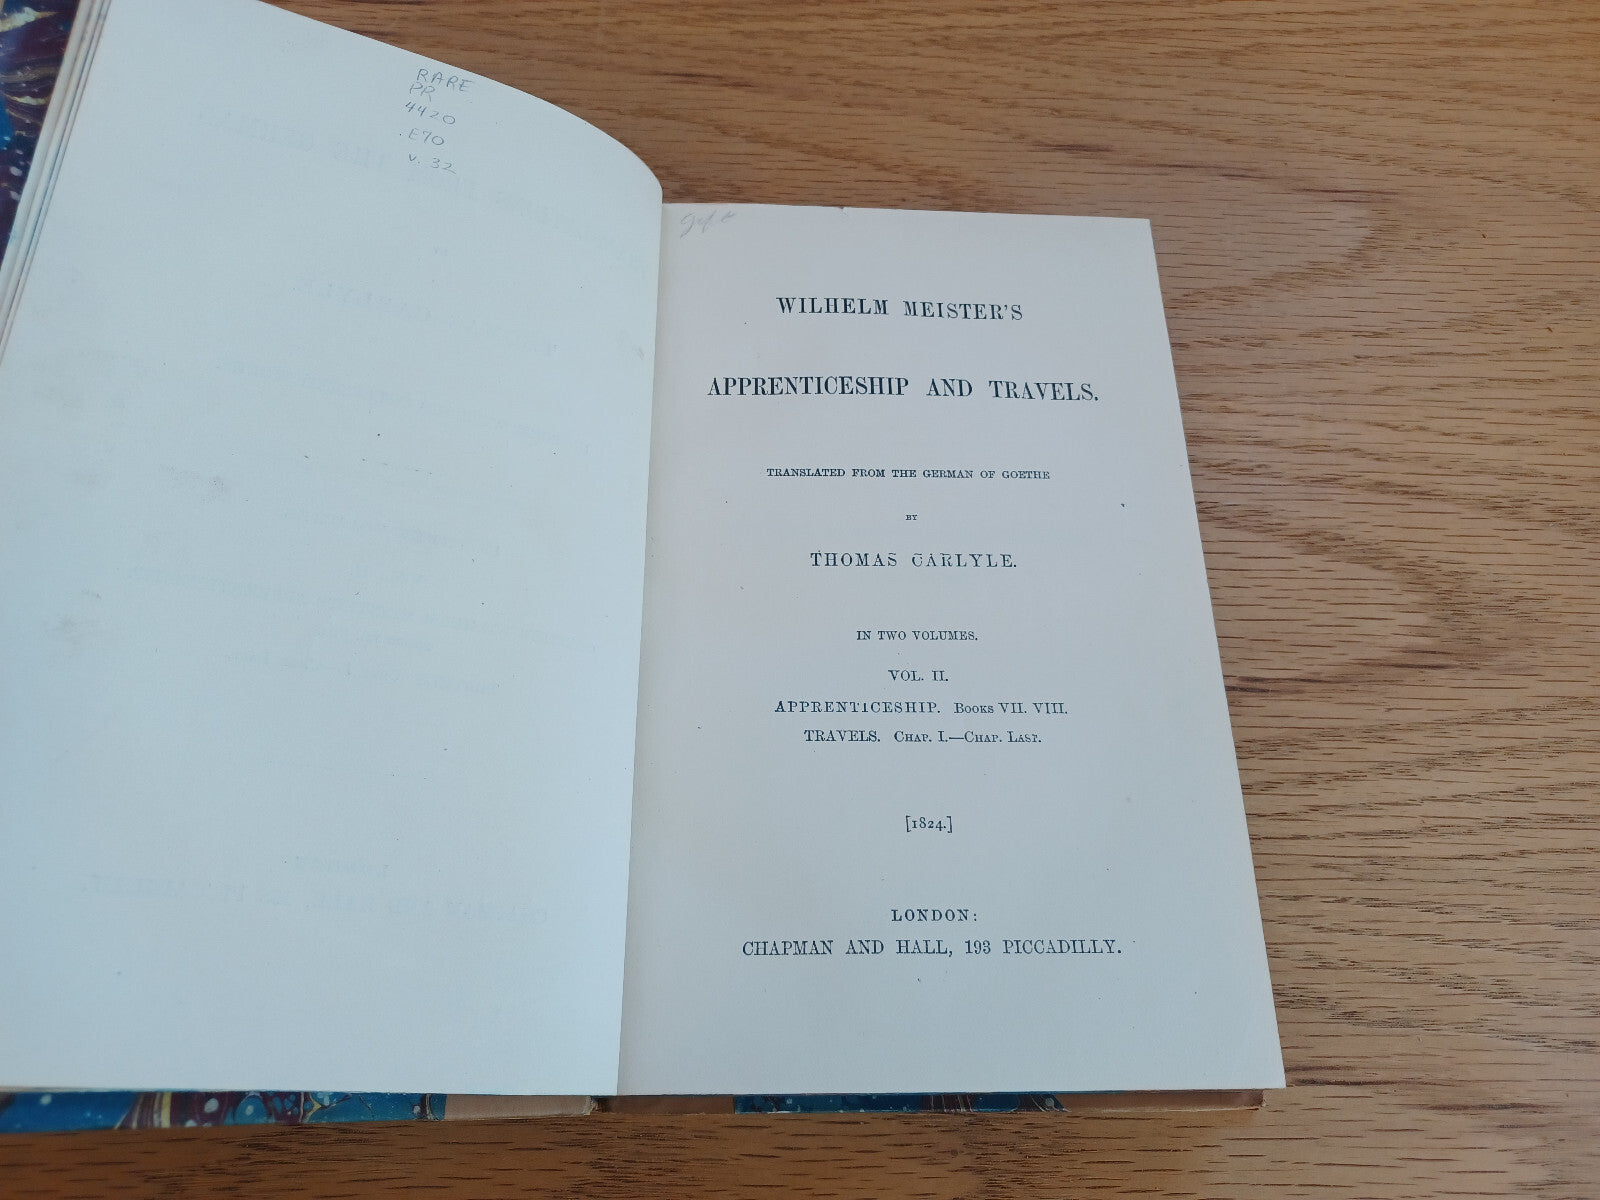 RARE
PR
4420
.E70
v. 32
WILHELM MEISTER'S
APPRENTICESHIP AND TRAVELS.
TRANSLATED FROM THE GERMAN OF GOETHE
BY
THOMAS CARLYLE.
IN TWO VOLUMES.
VOL. II.
APPRENTICESHIP. BOOKS VII. VIII.
TRAVELS. CHAP. I.—CHAP. LAST.
[1824.]
LONDON:
CHAPMAN AND HALL, 193 PICCADILLY.